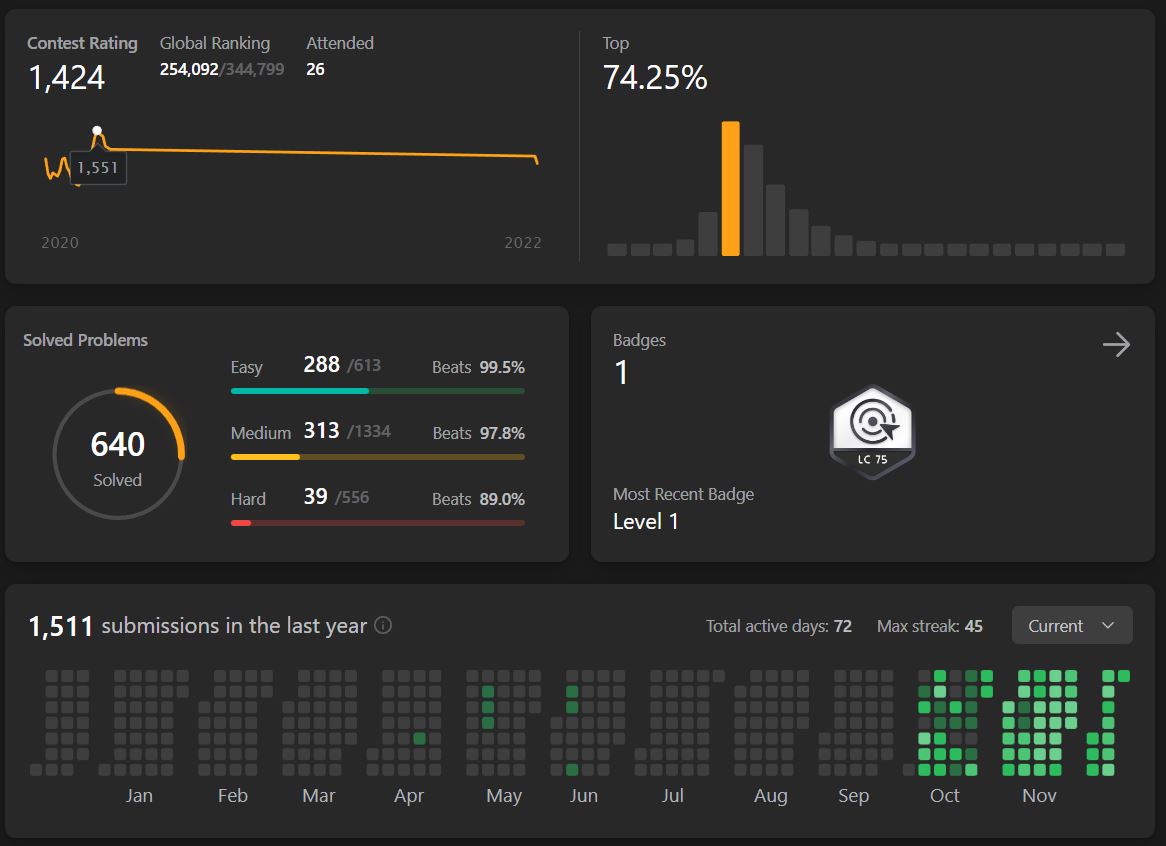 Contest Rating Global Ranking Attended
1,424 254,092/344,799 26
1,551
2020 2022
Top
74.25%
Solved Problems
640
Solved
Easy 288 /613 Beats 99.5%
Medium 313 /1334 Beats 97.8%
Hard 39 /556 Beats 89.0%
Badges
1
LC 75
Most Recent Badge
Level 1
1,511 submissions in the last year Total active days: 72 Max streak: 45 Current
Jan Feb Mar Apr May Jun Jul Aug Sep Oct Nov